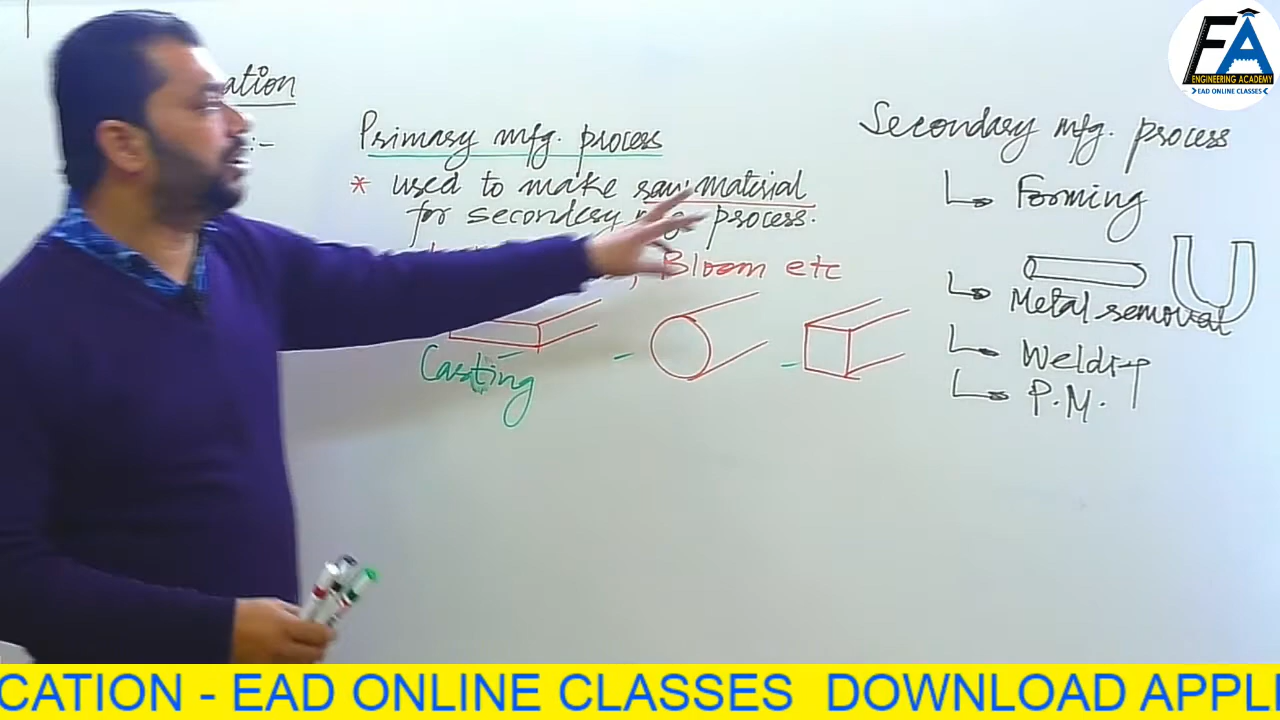 EA
ENGINEERING ACADEMY
EAD ONLINE CLASSES
ation
:-
Primary mfg. process
* used to make raw material
for secondary mfg. process.
, Bloom etc
Casting
Secondary mfg. process
Forming
Metal removal
Welding
P.M.
CATION - EAD ONLINE CLASSES DOWNLOAD APPLI